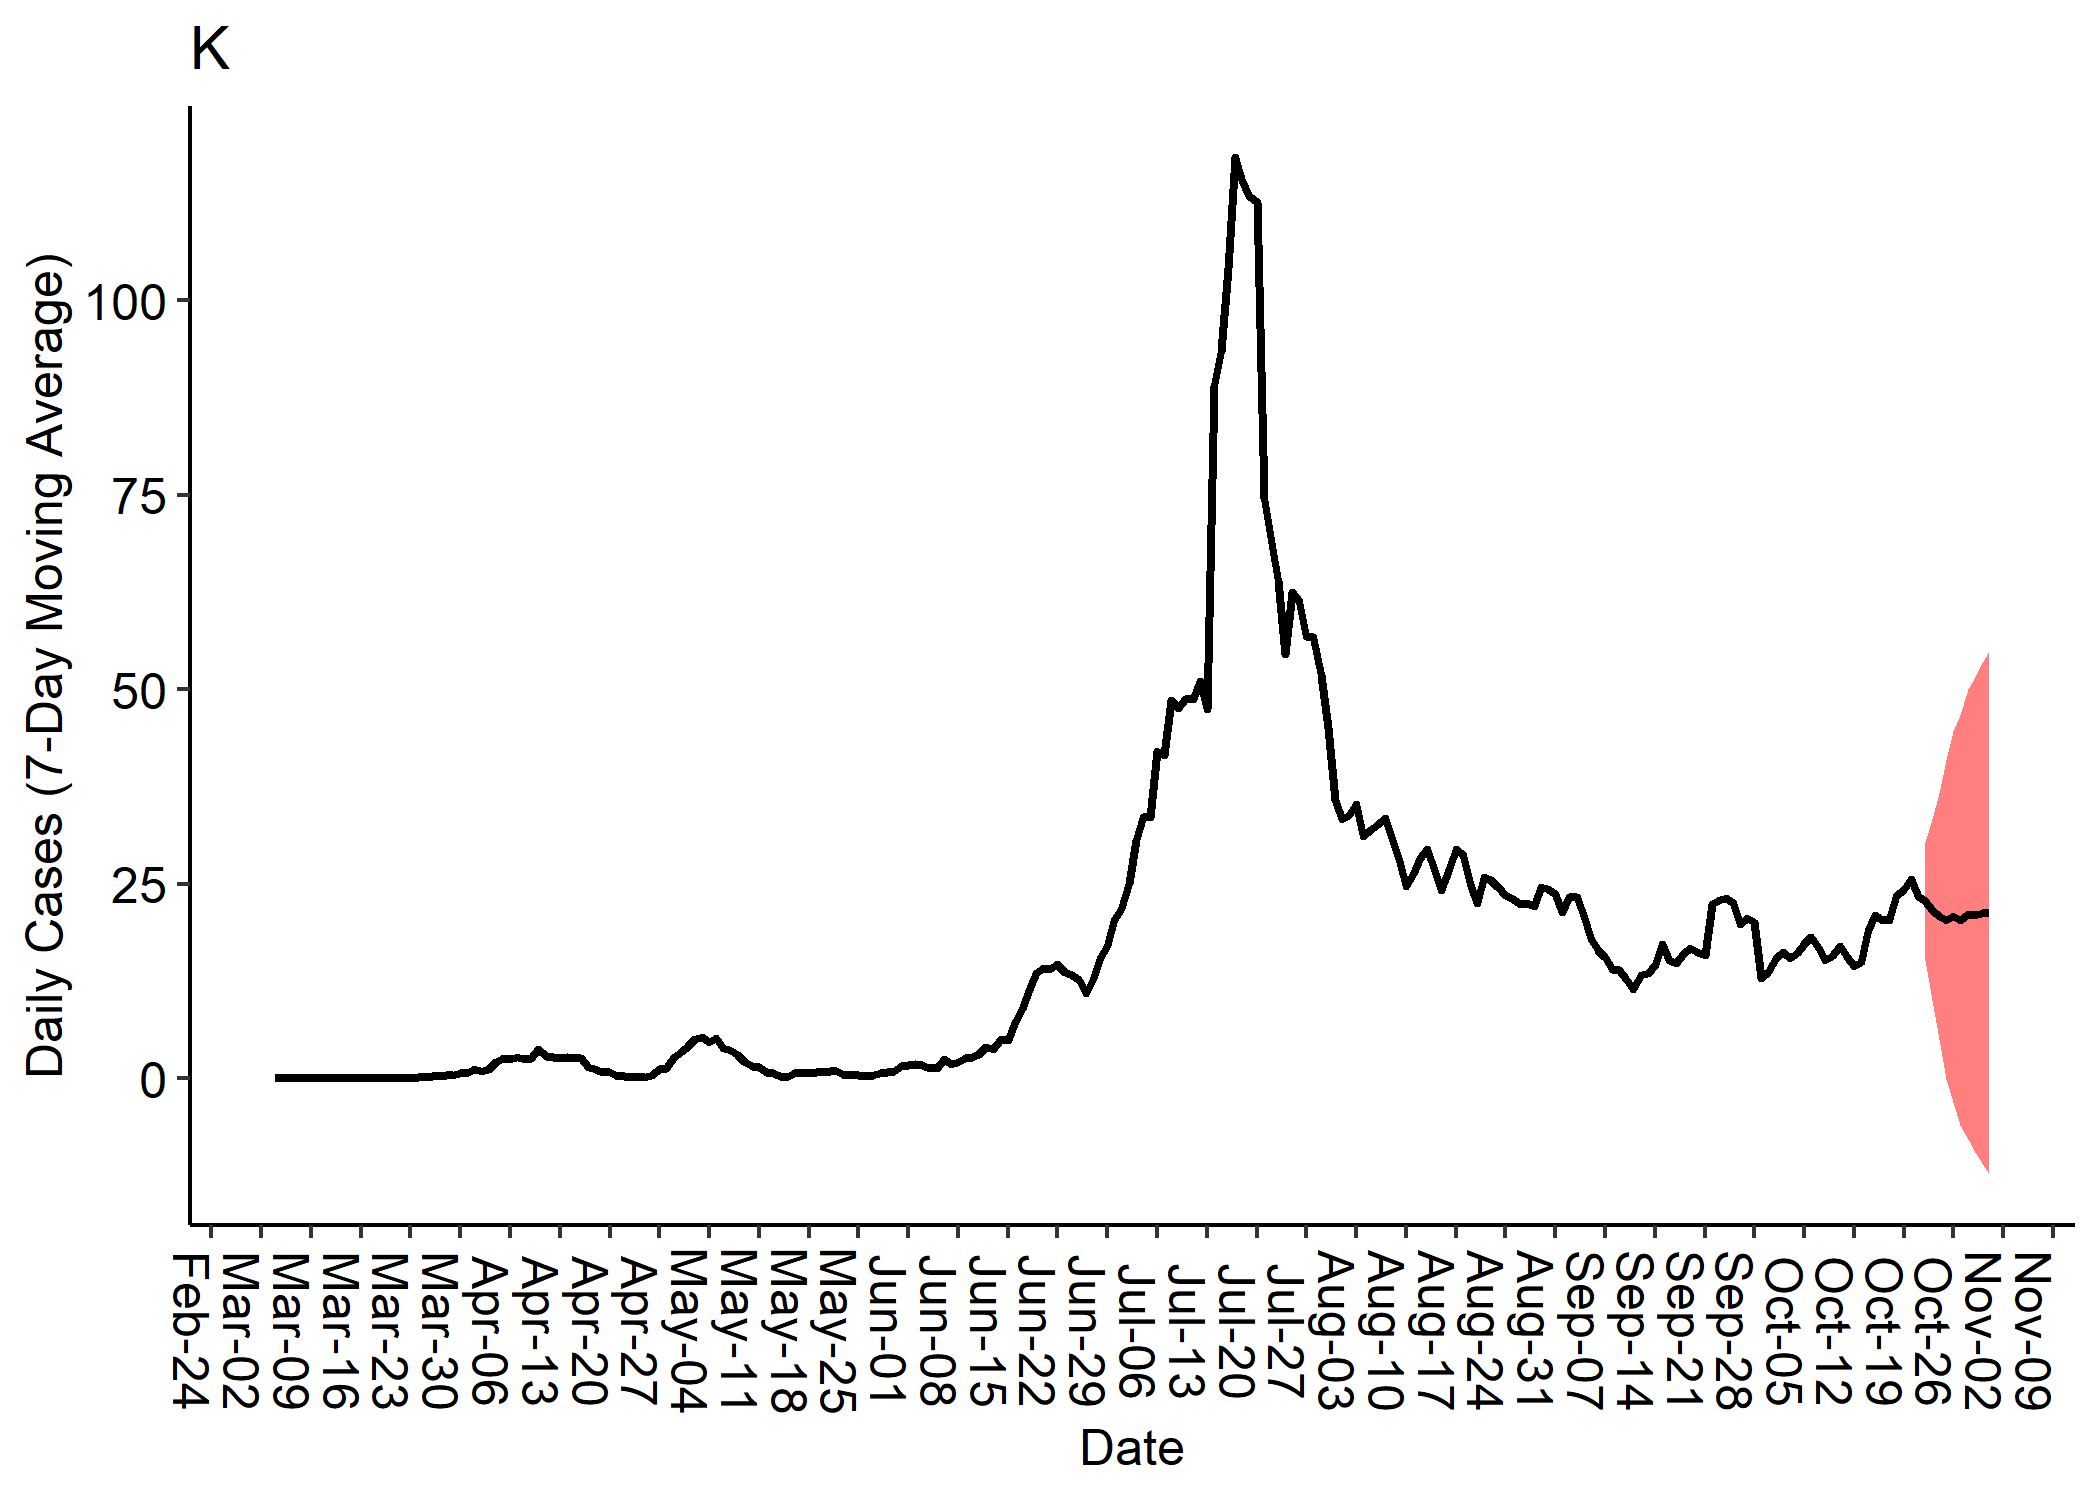 K
Daily Cases (7-Day Moving Average)
100
75
50
25
0
Feb-24
Mar-02
Mar-09
Mar-16
Mar-23
Mar-30
Apr-06
Apr-13
Apr-20
Apr-27
May-04
May-11
May-18
May-25
Jun-01
Jun-08
Jun-15
Jun-22
Jun-29
Jul-06
Jul-13
Jul-20
Jul-27
Aug-03
Aug-10
Aug-17
Aug-24
Aug-31
Sep-07
Sep-14
Sep-21
Sep-28
Oct-05
Oct-12
Oct-19
Oct-26
Nov-02
Nov-09
Date